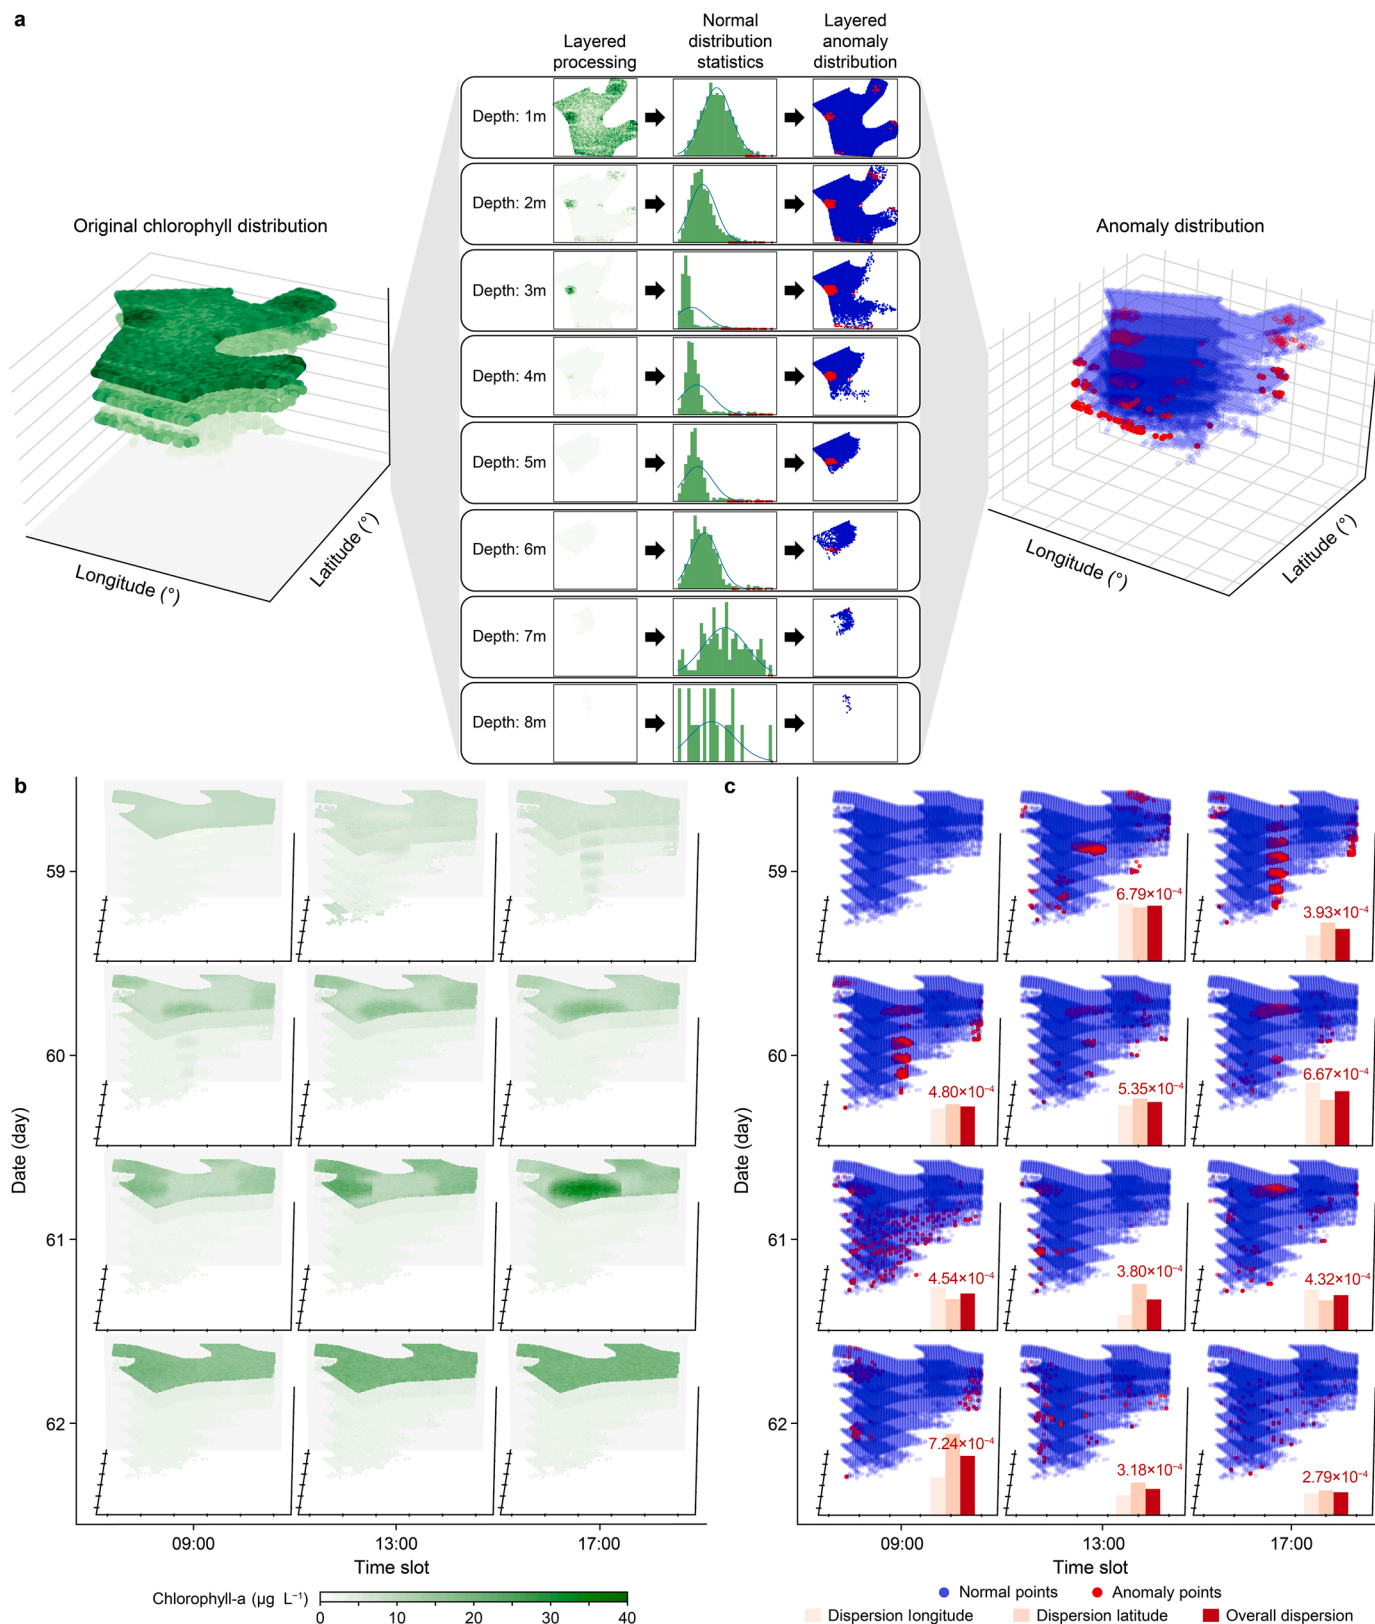 a
Layered
processing
Normal
distribution
statistics
Layered
anomaly
distribution
Original chlorophyll distribution
Longitude (°)
Latitude (°)
Depth: 1m
Depth: 2m
Depth: 3m
Depth: 4m
Depth: 5m
Depth: 6m
Depth: 7m
Depth: 8m
Anomaly distribution
Longitude (°)
Latitude (°)
b
Date (day)
59
60
61
62
09:00
13:00
17:00
Time slot
Chlorophyll-a (µg L⁻¹)
0
10
20
30
40
c
Date (day)
59
6.79×10⁻⁴
3.93×10⁻⁴
60
4.80×10⁻⁴
5.35×10⁻⁴
6.67×10⁻⁴
61
4.54×10⁻⁴
3.80×10⁻⁴
4.32×10⁻⁴
62
7.24×10⁻⁴
3.18×10⁻⁴
2.79×10⁻⁴
09:00
13:00
17:00
Time slot
Normal points
Anomaly points
Dispersion longitude
Dispersion latitude
Overall dispersion